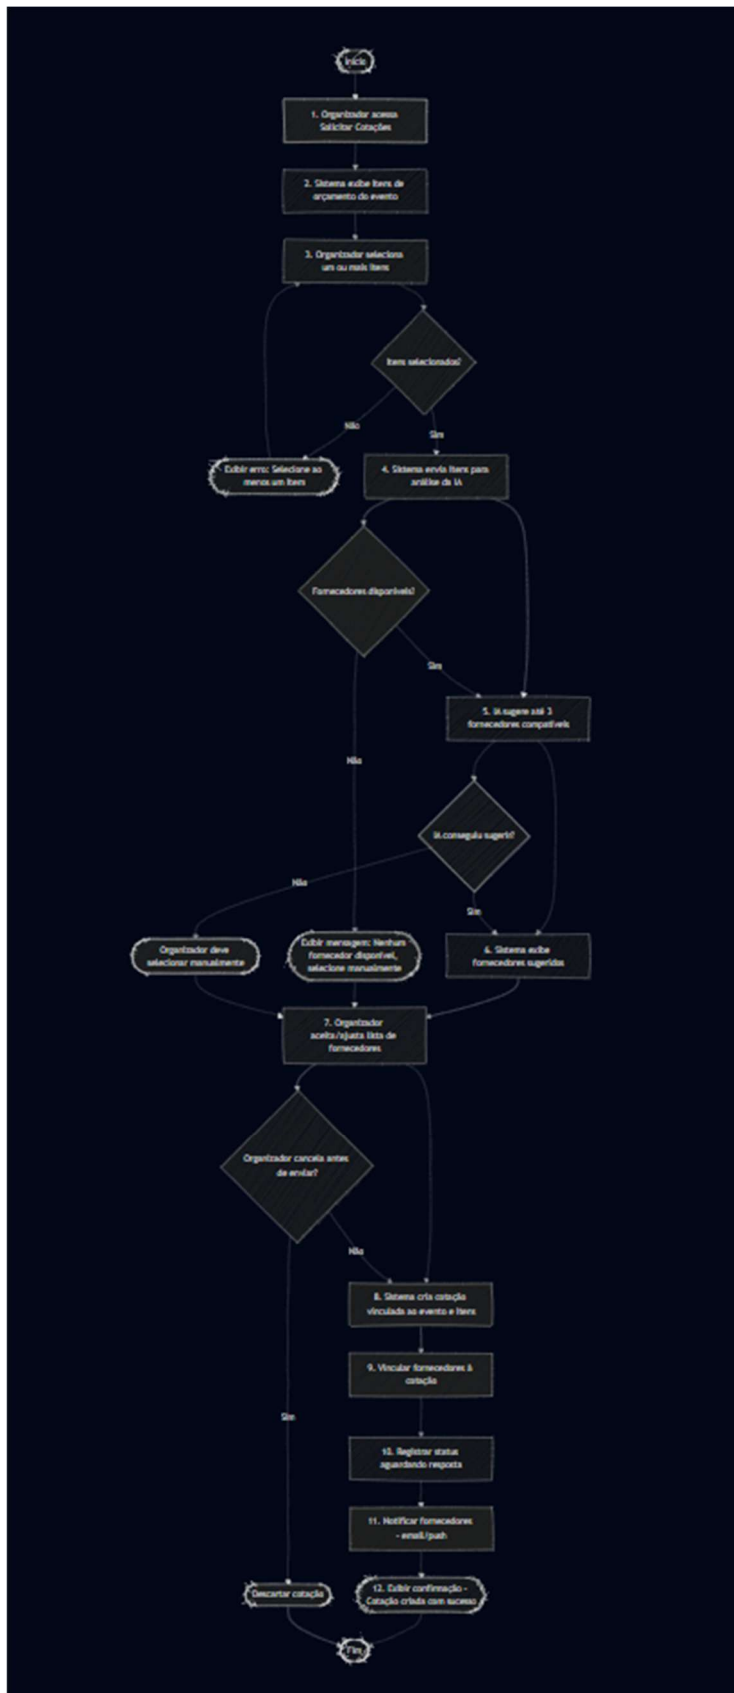 Início
1. Organizador acessa
Solicitar Cotações
2. Sistema exibe itens de
orçamento do evento
3. Organizador seleciona
um ou mais itens
Itens selecionados?
Não
Sim
Exibir erro: Selecione ao
menos um item
4. Sistema envia itens para
análise da IA
Fornecedores disponíveis?
Sim
5. IA sugere até 3
fornecedores compatíveis
Não
IA conseguiu sugerir?
Não
Sim
Organizador deve
selecionar manualmente
Exibir mensagem: Nenhum
fornecedor disponível,
selecione manualmente
6. Sistema exibe
fornecedores sugeridos
7. Organizador
aceita/ajusta lista de
fornecedores
Organizador cancela antes
de enviar?
Não
8. Sistema cria cotação
vinculada ao evento e itens
9. Vincular fornecedores à
cotação
Sim
10. Registrar status
aguardando resposta
11. Notificar fornecedores
- email/push
Descartar cotação
12. Exibir confirmação -
Cotação criada com sucesso
Fim